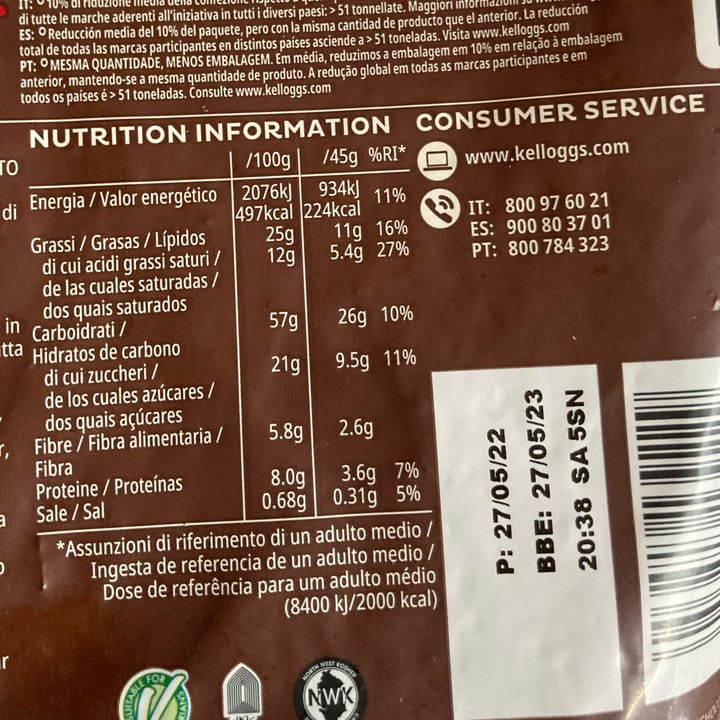 di tutte le marche aderenti all'iniziativa in tutti i diversi paesi: > 51 tonnellate. Maggiori
ES: Reducción media del 10% del paquete, pero con la misma cantidad de producto que el anterior. La reducción
total de todas las marcas participantes en distintos países asciende a > 51 toneladas. Visita www.kelloggs.com
PT: MESMA QUANTIDADE, MENOS EMBALAGEM. Em média, reduzimos a embalagem em 10% em relação à embalagem
anterior, mantendo-se a mesma quantidade de produto. A redução global em todas as marcas participantes e em
todos os países é > 51 toneladas. Consulte www.kelloggs.com
NUTRITION INFORMATION
/100g /45g %RI*
Energia / Valor energético 2076kJ 934kJ 11%
497kcal 224kcal
Grassi / Grasas / Lípidos 25g 11g 16%
di cui acidi grassi saturi / 12g 5.4g 27%
de las cuales saturadas /
dos quais saturados
Carboidrati / 57g 26g 10%
Hidratos de carbono
di cui zuccheri / 21g 9.5g 11%
de los cuales azúcares /
dos quais açúcares
Fibre / Fibra alimentaria / 5.8g 2.6g
Fibra
Proteine / Proteínas 8.0g 3.6g 7%
Sale / Sal 0.68g 0.31g 5%
*Assunzioni di riferimento di un adulto medio /
Ingesta de referencia de un adulto medio /
Dose de referência para um adulto médio
(8400 kJ/2000 kcal)
CONSUMER SERVICE
www.kelloggs.com
IT: 800 97 60 21
ES: 900 80 37 01
PT: 800 784 323
P: 27/05/22
BBE: 27/05/23
20:38 SA 5SN
TO
di
in
tta
r,
a
o
r
FOR
NORTH WEST KOSHER
NWK